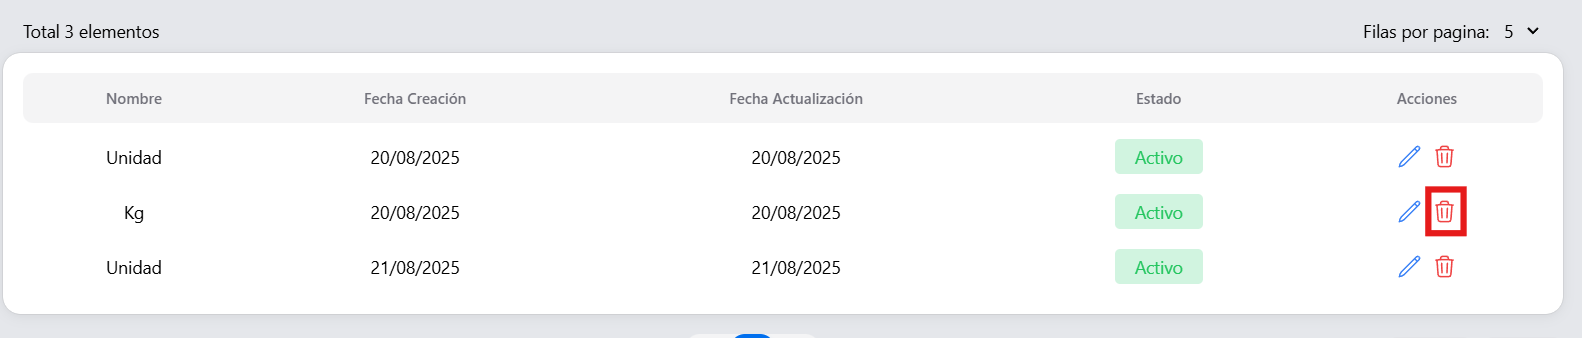 Total 3 elementos Filas por pagina: 5
Nombre Fecha Creación Fecha Actualización Estado Acciones
Unidad 20/08/2025 20/08/2025 Activo
Kg 20/08/2025 20/08/2025 Activo
Unidad 21/08/2025 21/08/2025 Activo